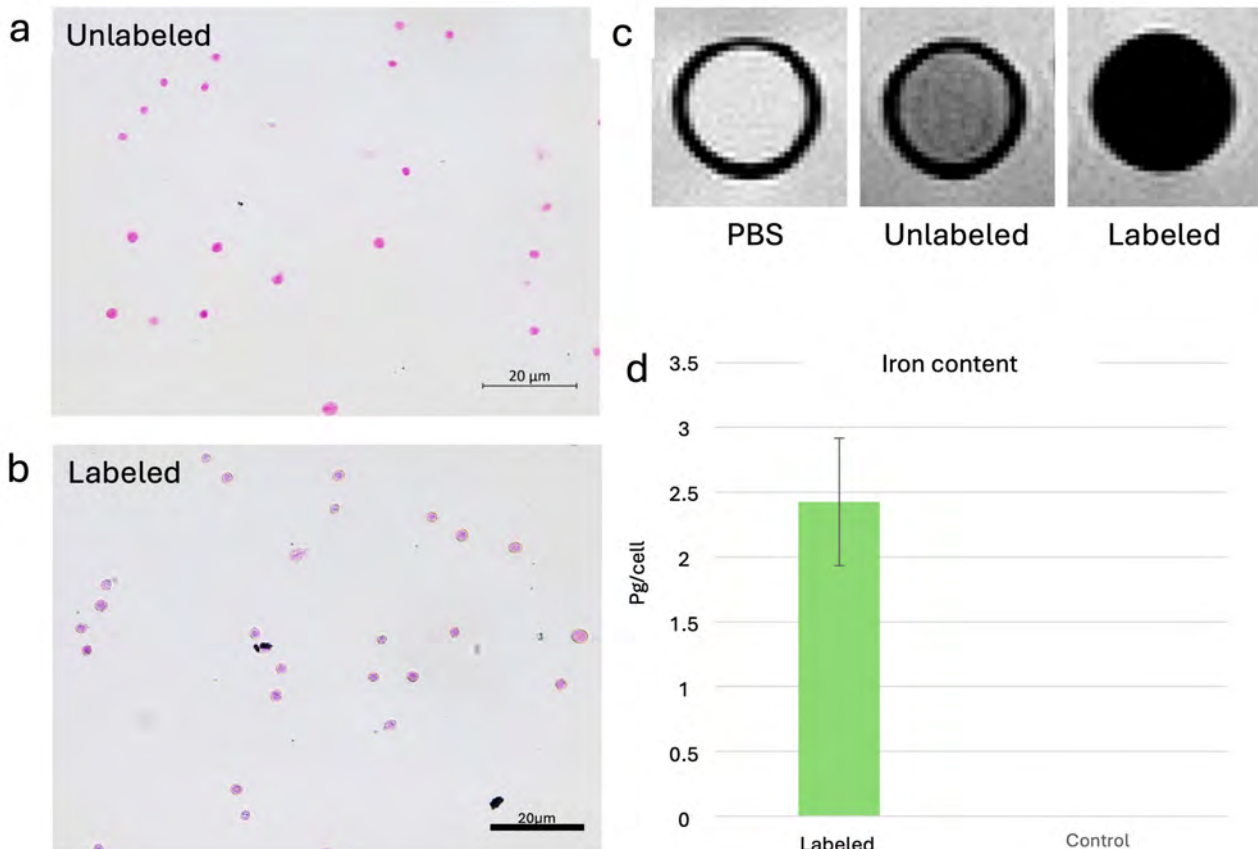 a
Unlabeled
20 µm
b
Labeled
3
20µm
c
PBS
Unlabeled
Labeled
d
Iron content
3.5
3
2.5
2
1.5
1
0.5
0
Pg/cell
Labeled
Control